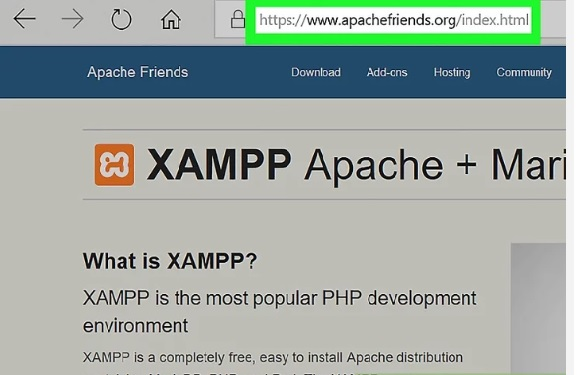 https://www.apachefriends.org/index.html
Apache Friends Download Add-ons Hosting Community
XAMPP Apache + Mari
What is XAMPP?
XAMPP is the most popular PHP development
environment
XAMPP is a completely free, easy to install Apache distribution